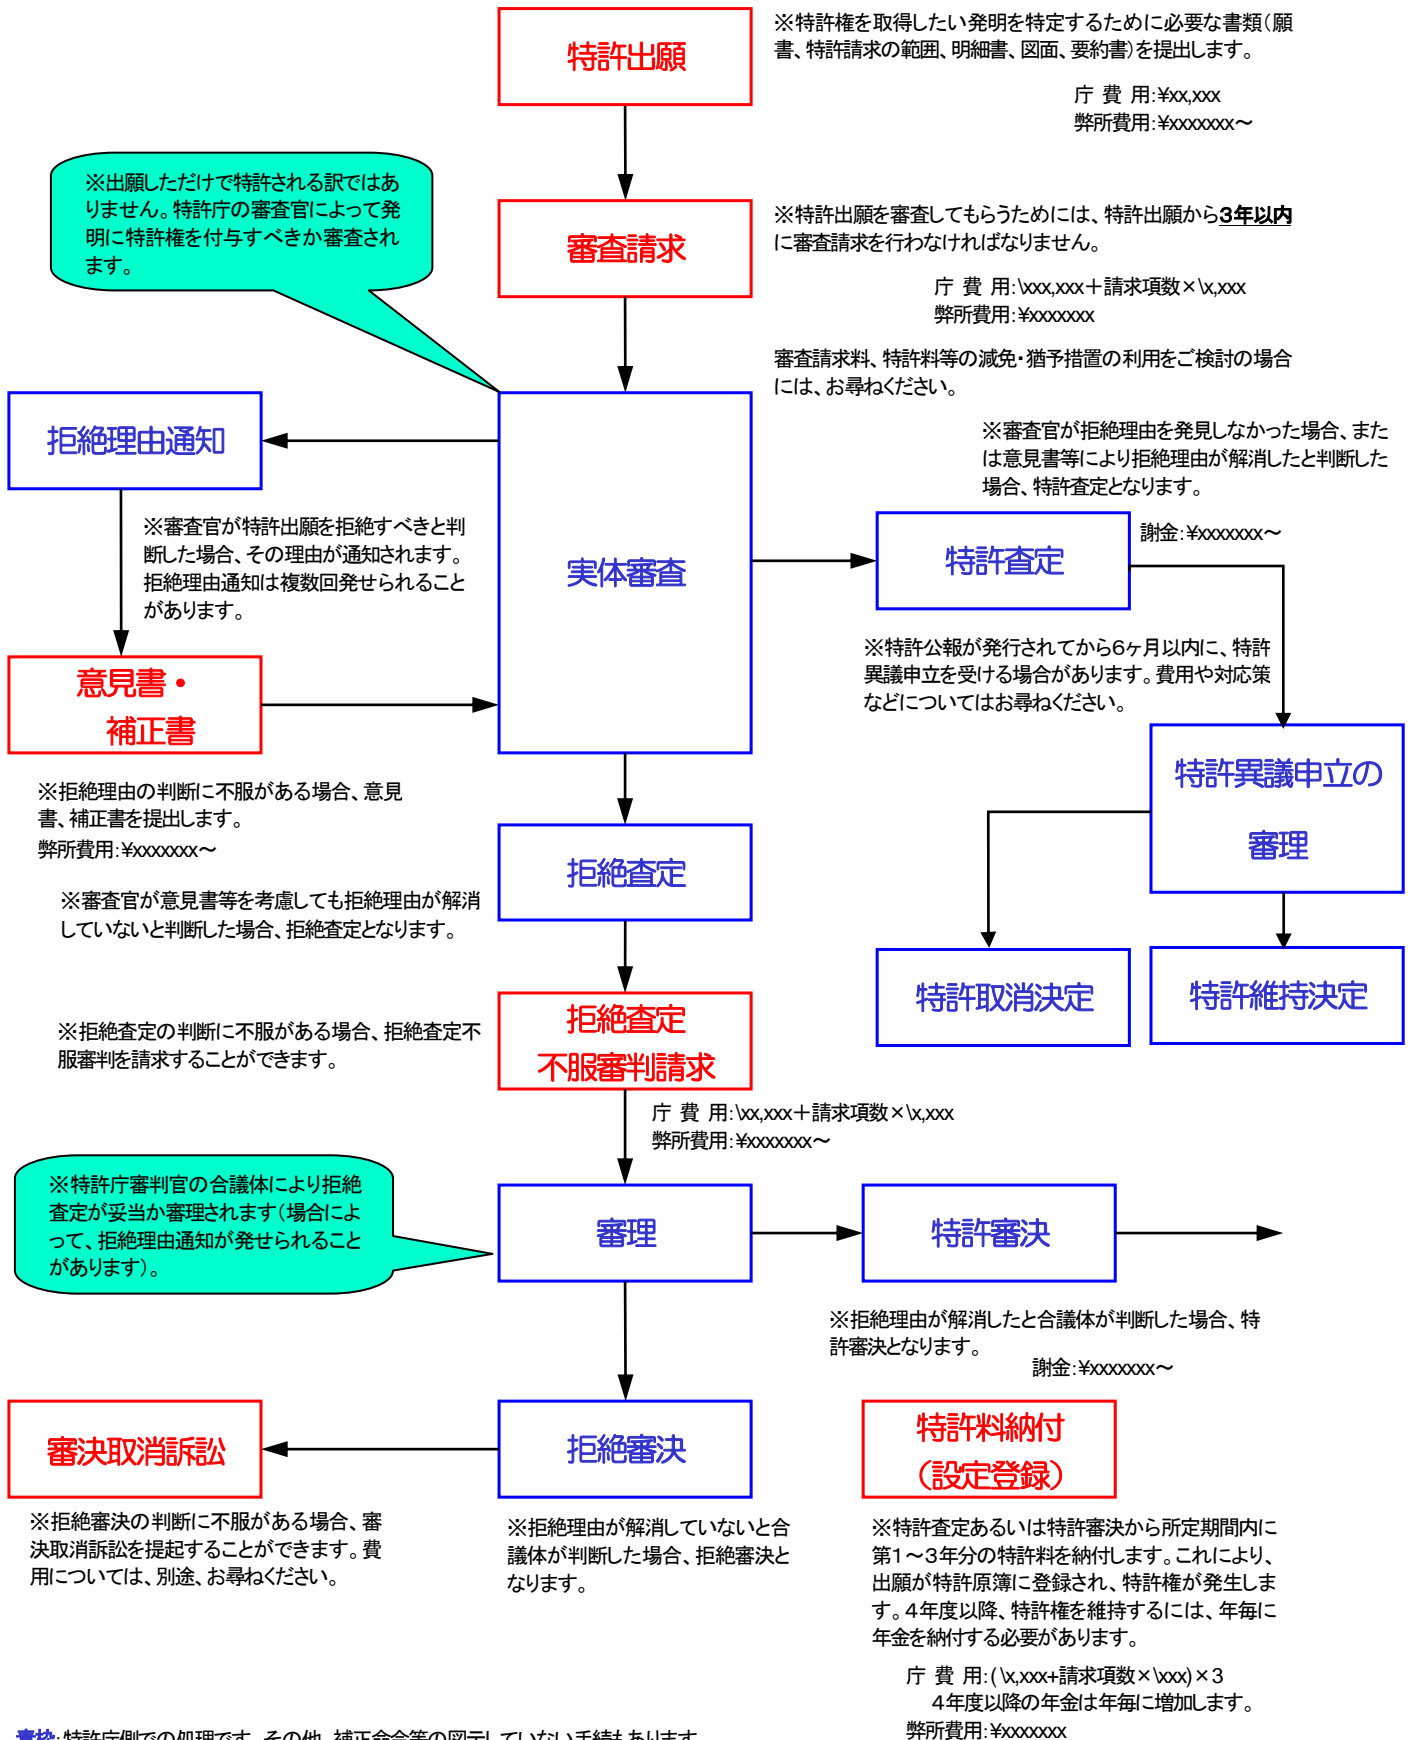 特許出願
※特許権を取得したい発明を特定するために必要な書類（願
書、特許請求の範囲、明細書、図面、要約書）を提出します。
庁 費 用：¥xx,xxx
弊所費用：¥xxxxxxx～
※出願しただけで特許される訳ではあ
りません。特許庁の審査官によって発
明に特許権を付与すべきか審査され
ます。
審査請求
※特許出願を審査してもらうためには、特許出願から３年以内
に審査請求を行わなければなりません。
庁 費 用：\xxx,xxx＋請求項数×\x,xxx
弊所費用：¥xxxxxxx
審査請求料、特許料等の減免・猶予措置の利用をご検討の場合
には、お尋ねください。
拒絶理由通知
※審査官が特許出願を拒絶すべきと判
断した場合、その理由が通知されます。
拒絶理由通知は複数回発せられること
があります。
実体審査
※審査官が拒絶理由を発見しなかった場合、また
は意見書等により拒絶理由が解消したと判断した
場合、特許査定となります。
特許査定
謝金：¥xxxxxxx～
※特許公報が発行されてから６ヶ月以内に、特許
異議申立を受ける場合があります。費用や対応策
などについてはお尋ねください。
意見書・
補正書
※拒絶理由の判断に不服がある場合、意見
書、補正書を提出します。
弊所費用：¥xxxxxxx～
特許異議申立の
審理
拒絶査定
※審査官が意見書等を考慮しても拒絶理由が解消
していないと判断した場合、拒絶査定となります。
特許取消決定
特許維持決定
拒絶査定
不服審判請求
※拒絶査定の判断に不服がある場合、拒絶査定不
服審判を請求することができます。
庁 費 用：\xx,xxx＋請求項数×\x,xxx
弊所費用：¥xxxxxxx～
※特許庁審判官の合議体により拒絶
査定が妥当か審理されます（場合によ
って、拒絶理由通知が発せられること
があります）。
審理
特許審決
※拒絶理由が解消したと合議体が判断した場合、特
許審決となります。
謝金：¥xxxxxxx～
審決取消訴訟
拒絶審決
特許料納付
（設定登録）
※拒絶審決の判断に不服がある場合、審
決取消訴訟を提起することができます。費
用については、別途、お尋ねください。
※拒絶理由が解消していないと合
議体が判断した場合、拒絶審決と
なります。
※特許査定あるいは特許審決から所定期間内に
第１～３年分の特許料を納付します。これにより、
出願が特許原簿に登録され、特許権が発生しま
す。４年度以降、特許権を維持するには、年毎に
年金を納付する必要があります。
庁 費 用：( \x,xxx+請求項数×\xxx)×３
４年度以降の年金は年毎に増加します。
弊所費用：¥xxxxxxx
青枠：特許庁側での処理です。その他、補正命令等の図示していない手続もあります。